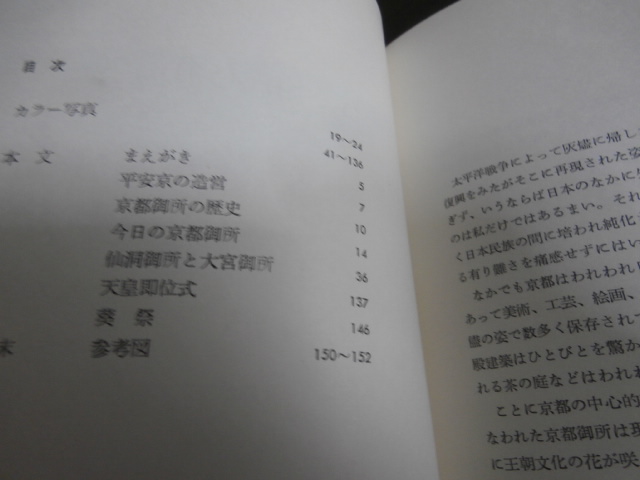 目次
カラー写真 19~24
41~136
本文 まえがき 5
平安京の造営 7
京都御所の歴史 10
今日の京都御所 14
仙洞御所と大宮御所 36
天皇即位式 137
葵祭 146
末 参考図 150~152
太平洋戦争によって灰燼に帰し
復興をみたがそこに再現された姿
ぎず、いうならば日本のなかに
のは私だけではあるまい。それ
く日本民族の間に培われ純化
る有り難さを痛感せずにはい
なかでも京都はわれわれ
あって美術、工芸、絵画、
儘の姿で数多く保存されて
殿建築はひとびとを驚か
れる茶の庭などはわれわ
ことに京都の中心的
なわれた京都御所は現
に王朝文化の花が咲